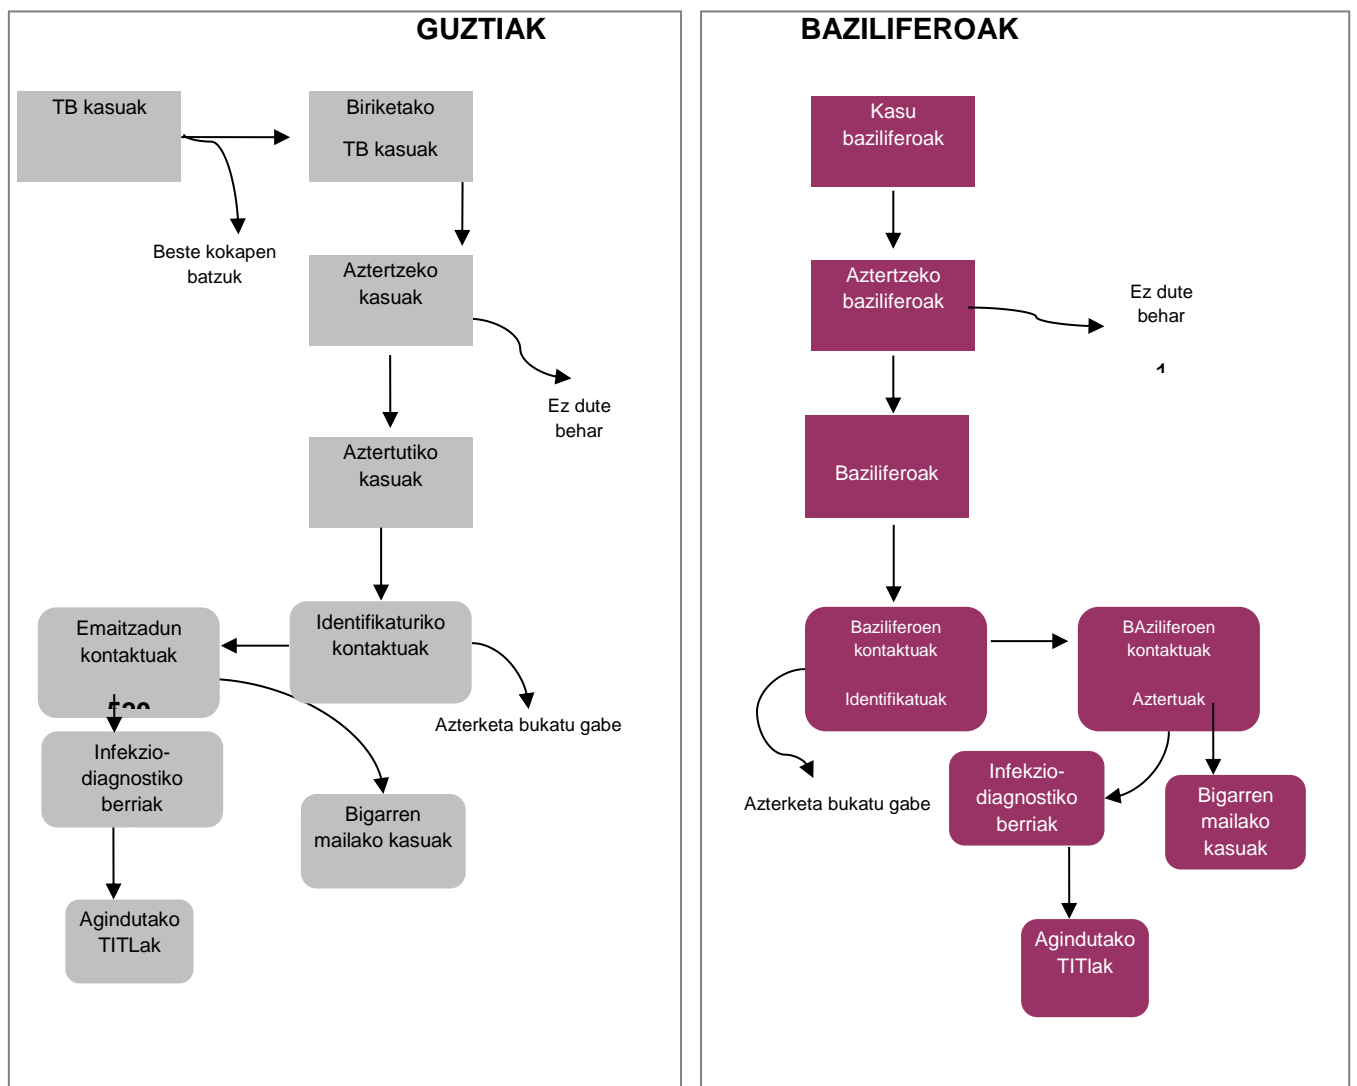 GUZTIAK
TB kasuak
Biriketako
TB kasuak
Beste kokapen
batzuk
Aztertzeko
kasuak
Ez dute
behar
Aztertutiko
kasuak
Emaitzadun
kontaktuak
Identifikaturiko
kontaktuak
Azterketa bukatu gabe
Infekzio-
diagnostiko
berriak
Bigarren
mailako kasuak
Agindutako
TITLak
BAZILIFEROAK
Kasu
baziliferoak
Aztertzeko
baziliferoak
Ez dute
behar
Baziliferoak
Baziliferoen
kontaktuak
Identifikatuak
BAziliferoen
kontaktuak
Aztertuak
Azterketa bukatu gabe
Infekzio-
diagnostiko
berriak
Bigarren
mailako
kasuak
Agindutako
TITlak